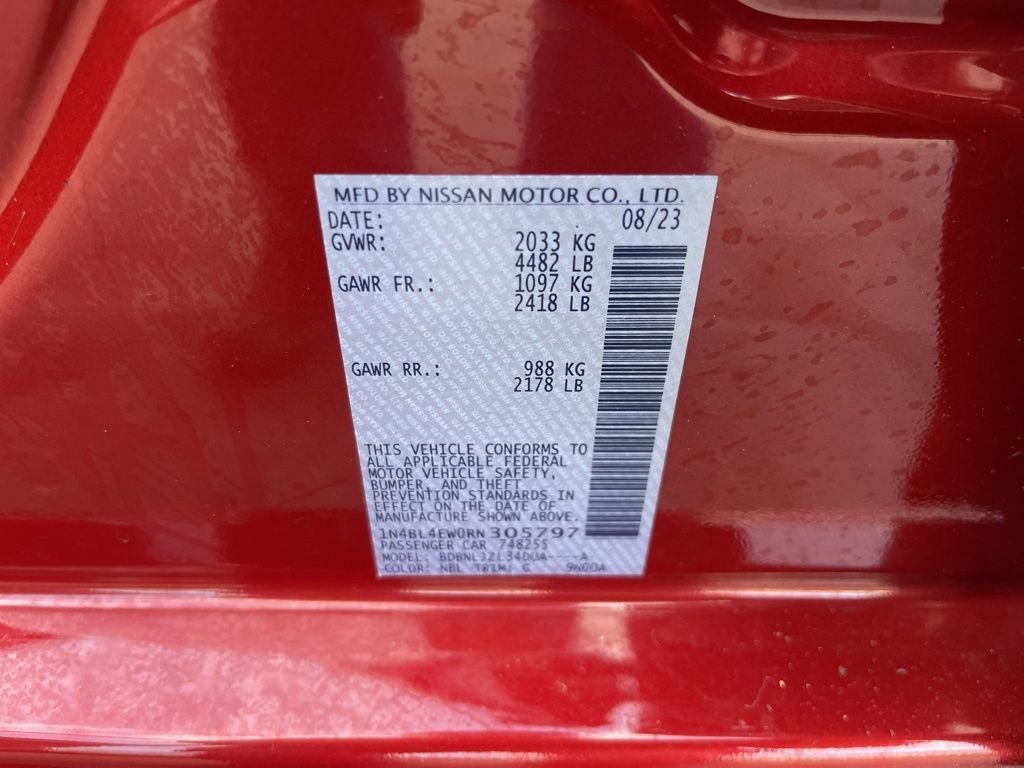 MFD BY NISSAN MOTOR CO., LTD.
DATE: 08/23
GVWR: 2033 KG
4482 LB
GAWR FR.: 1097 KG
2418 LB
GAWR RR.: 988 KG
2178 LB
THIS VEHICLE CONFORMS TO
ALL APPLICABLE FEDERAL
MOTOR VEHICLE SAFETY,
BUMPER, AND THEFT
PREVENTION STANDARDS IN
EFFECT ON THE DATE OF
MANUFACTURE SHOWN ABOVE.
1N4BL4EW0RN305797
PASSENGER CAR 748255
MODEL: BDBNLJZL34DUA----A
COLOR: NBL TRIM: G